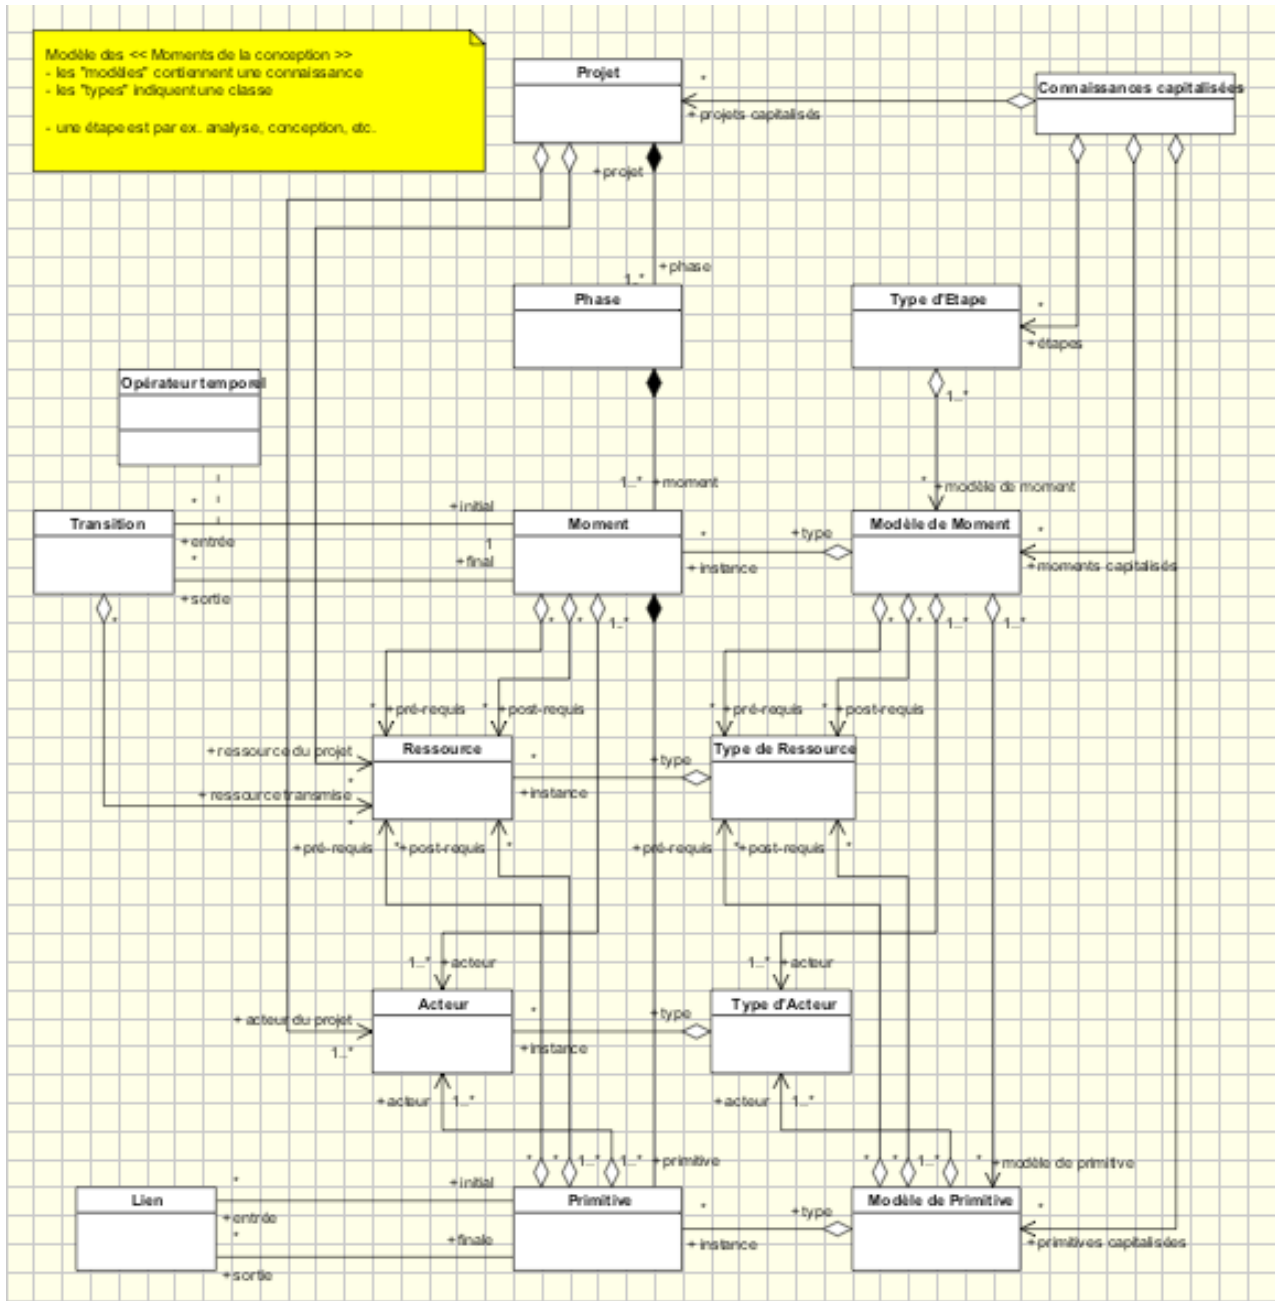 Modèle des << Moments de la conception >>
- les "modèles" contiennent une connaissance
- les "types" indiquent une classe
- une étape est par ex. analyse, conception, etc.
Projet
*
+projets capitalisés
Connaissances capitalisées
+projet
+phase
1..*
Phase
Type d'Etape
*
+étapes
1..*
Opérateur temporel
1..* +moment
* +modèle de moment
*
+initial
Transition
+entrée
*
+sortie
1
+final
Moment
*
+instance
+type
Modèle de Moment
*
+moments capitalisés
*
* * 1..*
* * 1..* 1..*
* +pré-requis
* +post-requis
* +pré-requis
* +post-requis
+ressource du projet
*
+ressource transmise
*
Ressource
*
+instance
+type
Type de Ressource
+pré-requis *
+post-requis *
+pré-requis *
+post-requis *
1..* +acteur
1..* +acteur
+acteur du projet
1..*
Acteur
*
+instance
+type
Type d'Acteur
+acteur 1..*
+acteur 1..*
* * 1..* 1..* +primitive
* * 1..* * +modèle de primitive
Lien
*
+entrée
*
+sortie
+initial
+finale
Primitive
*
+instance
+type
Modèle de Primitive
*
+primitives capitalisées